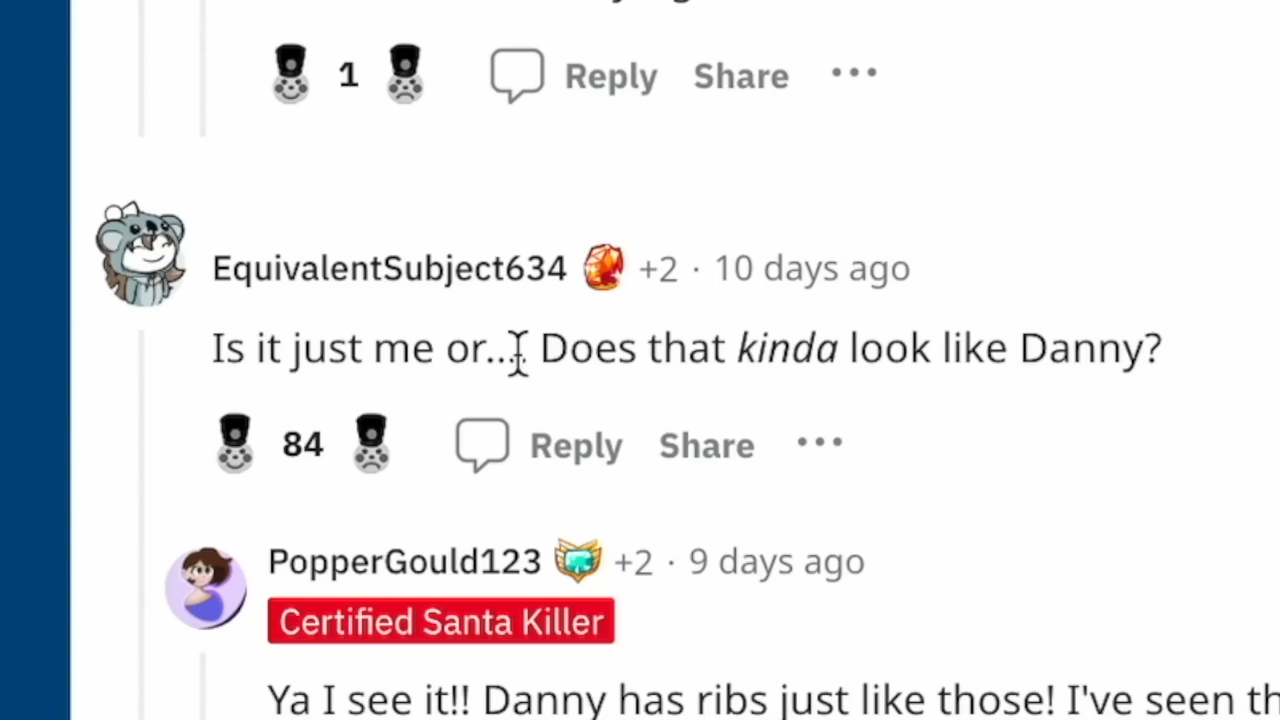 1 Reply Share
EquivalentSubject634 +2 · 10 days ago
Is it just me or... Does that kinda look like Danny?
84 Reply Share
PopperGould123 +2 · 9 days ago
Certified Santa Killer
Ya I see it!! Danny has ribs just like those! I've seen th